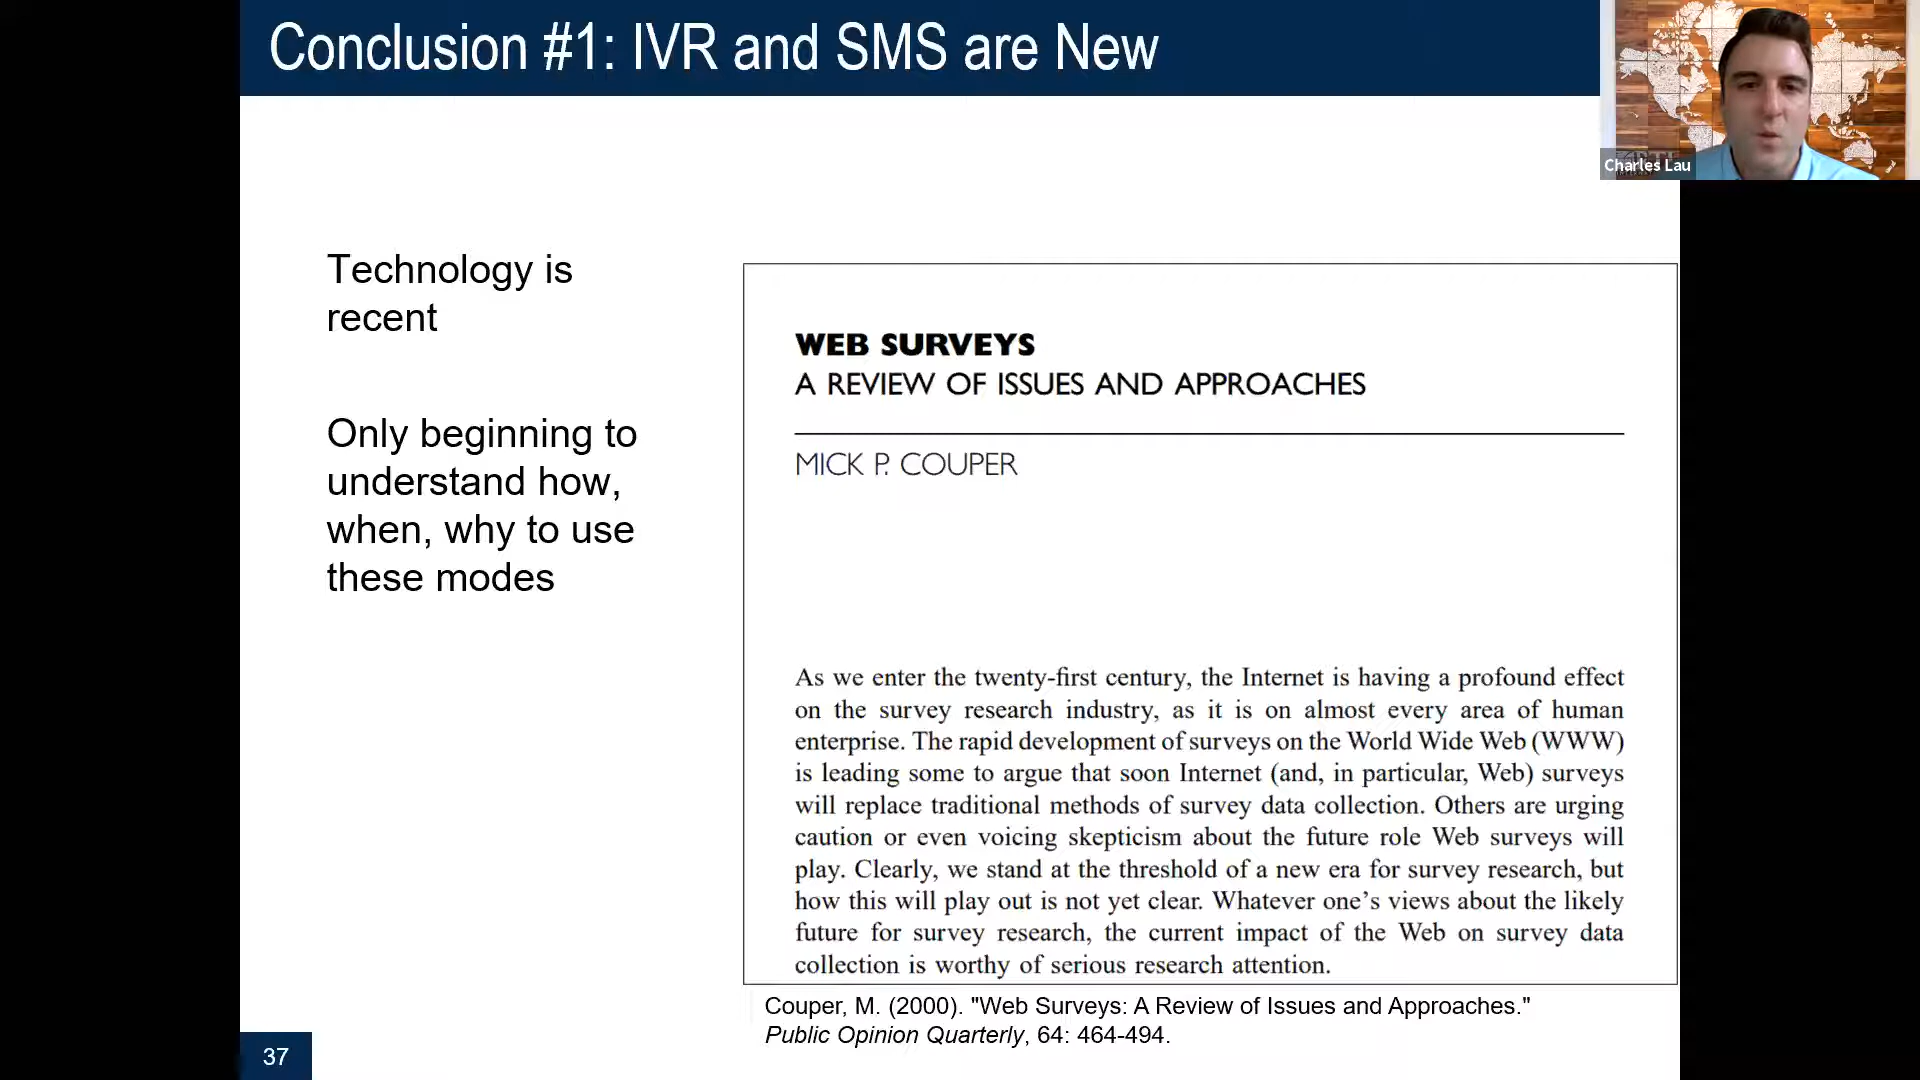 Conclusion #1: IVR and SMS are New
Charles Lau
Technology is
recent
Only beginning to
understand how,
when, why to use
these modes
WEB SURVEYS
A REVIEW OF ISSUES AND APPROACHES
MICK P. COUPER
As we enter the twenty-first century, the Internet is having a profound effect
on the survey research industry, as it is on almost every area of human
enterprise. The rapid development of surveys on the World Wide Web (WWW)
is leading some to argue that soon Internet (and, in particular, Web) surveys
will replace traditional methods of survey data collection. Others are urging
caution or even voicing skepticism about the future role Web surveys will
play. Clearly, we stand at the threshold of a new era for survey research, but
how this will play out is not yet clear. Whatever one’s views about the likely
future for survey research, the current impact of the Web on survey data
collection is worthy of serious research attention.
Couper, M. (2000). "Web Surveys: A Review of Issues and Approaches."
Public Opinion Quarterly, 64: 464-494.
37